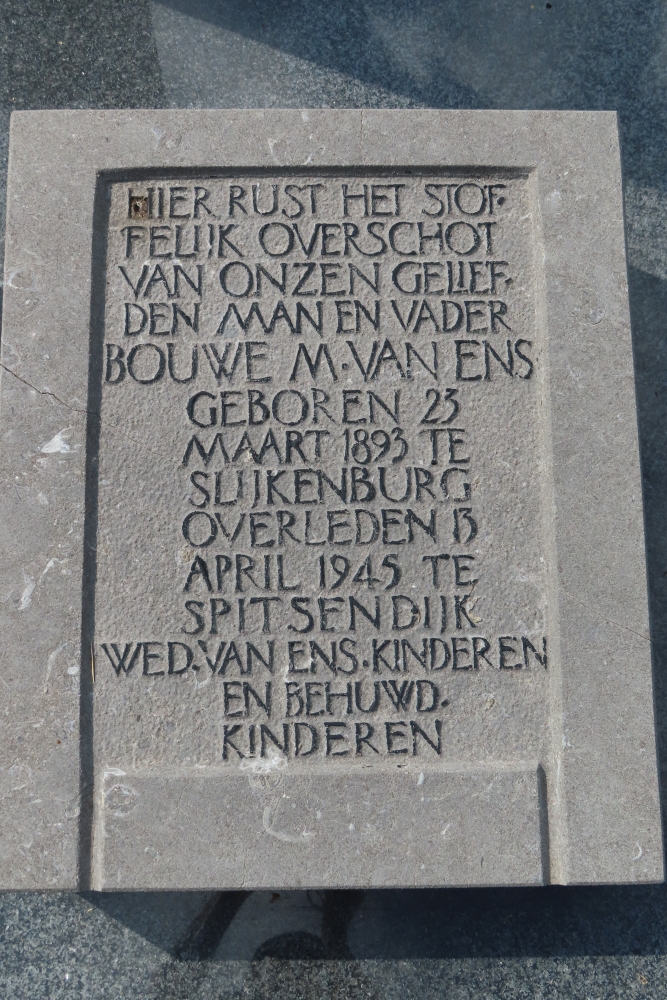 HIER RUST HET STOF-
FELIJK OVERSCHOT
VAN ONZEN GELIEF-
DEN MAN EN VADER
BOUWE M. VAN ENS
GEBOREN 23
MAART 1893 TE
SLIJKENBURG
OVERLEDEN 13
APRIL 1945 TE
SPITSENDIJK
WED. VAN ENS. KINDEREN
EN BEHUWD.
KINDEREN